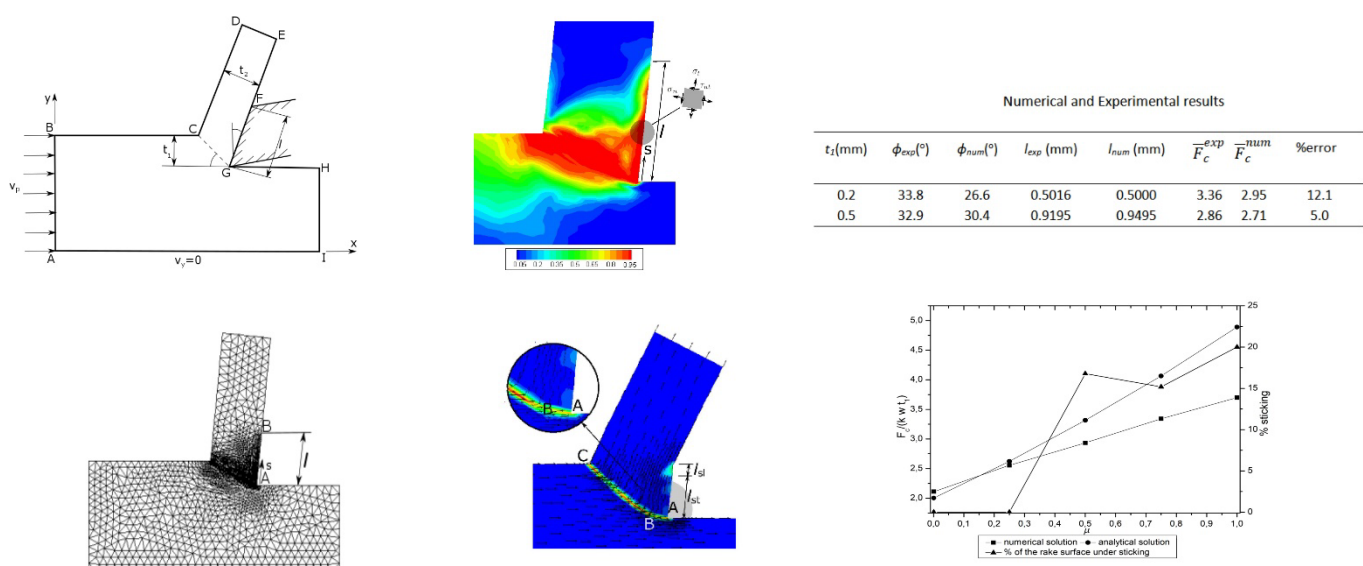 D
E
t₂
F
y
B
C
t₁
l
G
H
vₚ
A
v_y=0
I
x
σₜ
σₙ
l
S
0.05 0.2 0.35 0.5 0.65 0.8 0.95
Numerical and Experimental results
t₁(mm) ϕexp(°) ϕnum(°) lexp (mm) lnum (mm) F̅c^exp F̅c^num %error
0.2 33.8 26.6 0.5016 0.5000 3.36 2.95 12.1
0.5 32.9 30.4 0.9195 0.9495 2.86 2.71 5.0
B
s
A
l
B A
C
lsl
lst
A
B
5,0
4,5
4,0
3,5
3,0
2,5
2,0
F_c/(k w t₁)
25
20
15
10
5
0
% sticking
0,0 0,1 0,2 0,3 0,4 0,5 0,6 0,7 0,8 0,9 1,0
μ
numerical solution analytical solution
% of the rake surface under sticking